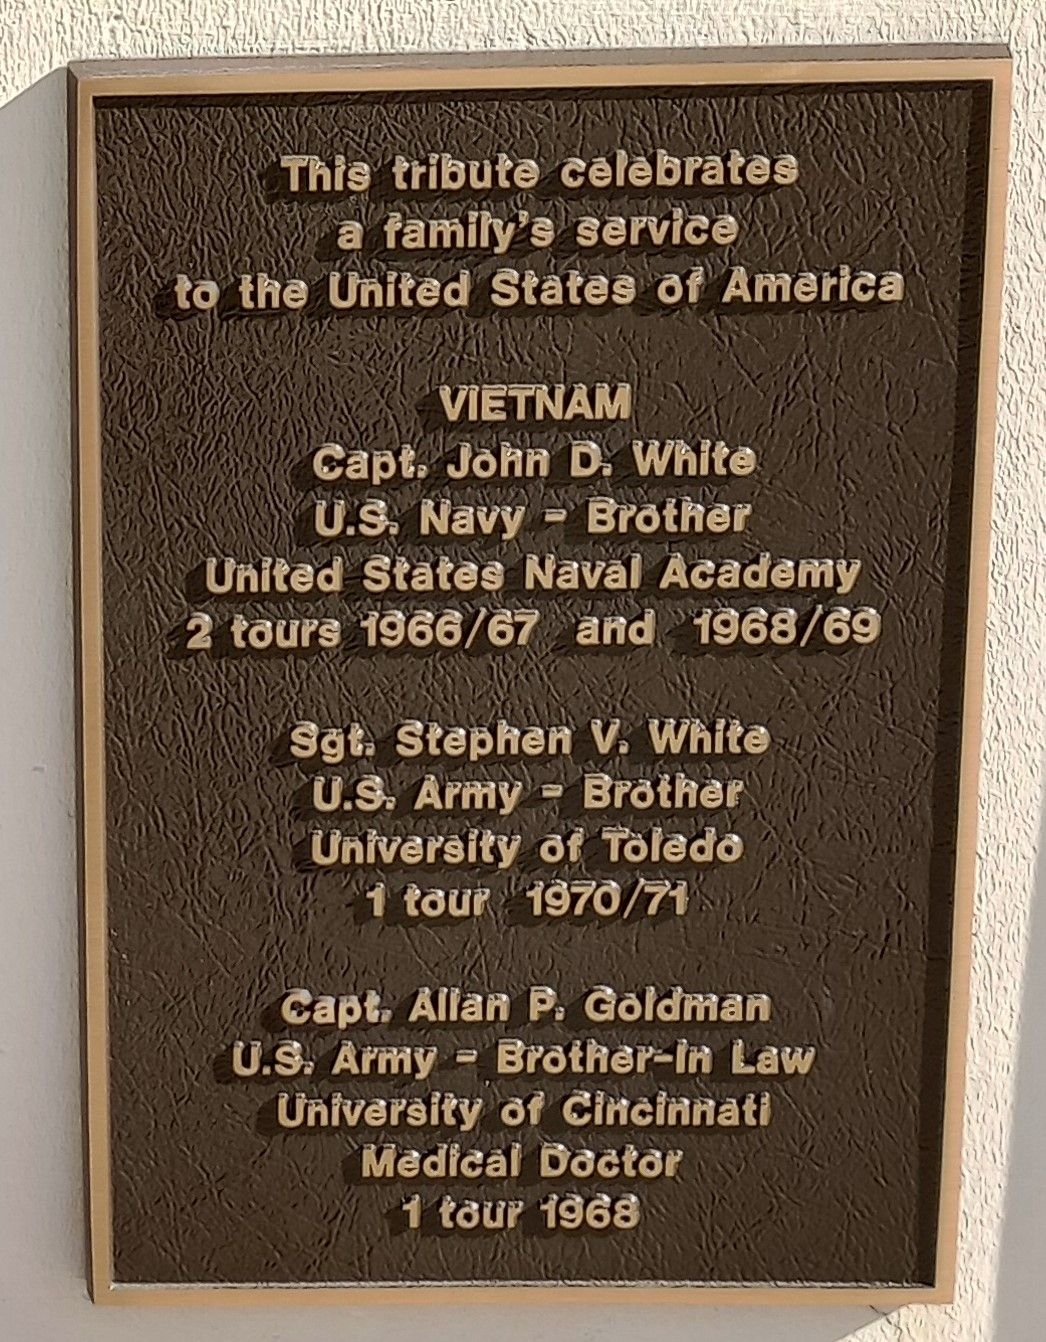 This tribute celebrates
a family's service
to the United States of America
VIETNAM
Capt. John D. White
U.S. Navy - Brother
United States Naval Academy
2 tours 1966/67 and 1968/69
Sgt. Stephen V. White
U.S. Army - Brother
University of Toledo
1 tour 1970/71
Capt. Allan P. Goldman
U.S. Army - Brother-In Law
University of Cincinnati
Medical Doctor
1 tour 1968